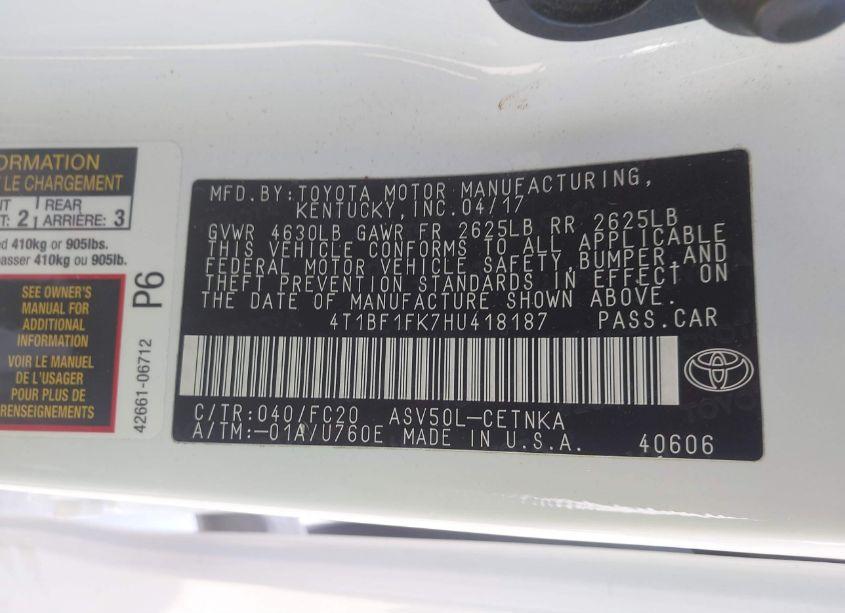 ORMATION
LE CHARGEMENT
NT
: 2
REAR
ARRIÈRE: 3
ed 410kg or 905lbs.
passer 410kg ou 905lb.
SEE OWNER'S
MANUAL FOR
ADDITIONAL
INFORMATION
VOIR LE MANUEL
DE L'USAGER
POUR PLUS DE
RENSEIGNEMENTS
P6
42661-06712
MFD.BY:TOYOTA MOTOR MANUFACTURING,
KENTUCKY,INC.04/17
GVWR 4630LB GAWR FR 2625LB RR 2625LB
THIS VEHICLE CONFORMS TO ALL APPLICABLE
FEDERAL MOTOR VEHICLE SAFETY,BUMPER,AND
THEFT PREVENTION STANDARDS IN EFFECT ON
THE DATE OF MANUFACTURE SHOWN ABOVE.
4T1BF1FK7HU418187 PASS.CAR
C/TR:040/FC20 ASV50L-CETNKA
A/TM:-01A/U760E MADE IN U.S.A. 40606